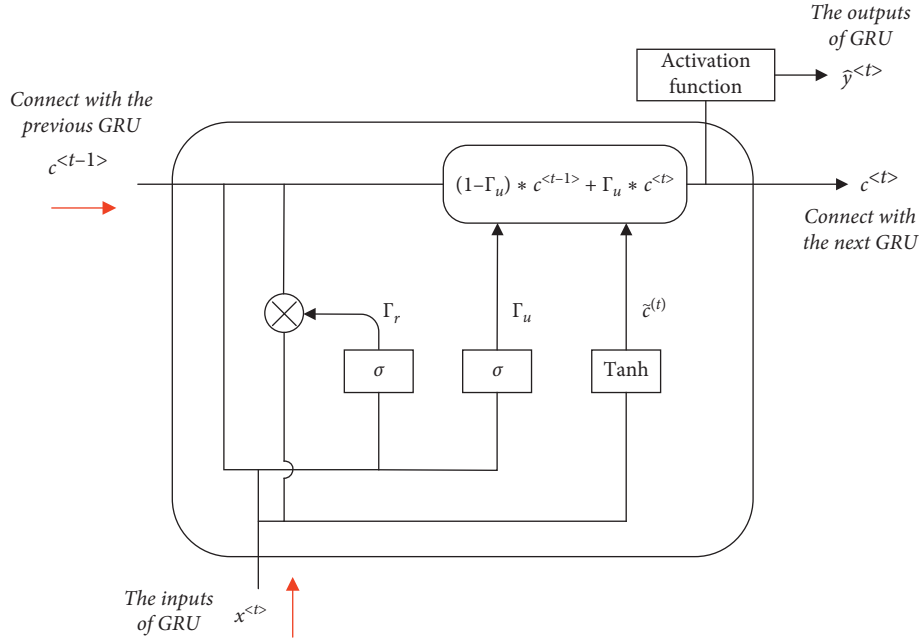 The outputs
of GRU
Activation
function
ŷ<t>
Connect with the
previous GRU
c<t–1>
(1–Γu) * c<t–1> + Γu * c<t>
c<t>
Connect with
the next GRU
Γr
Γu
c̃(t)
σ
σ
Tanh
The inputs
of GRU
x<t>